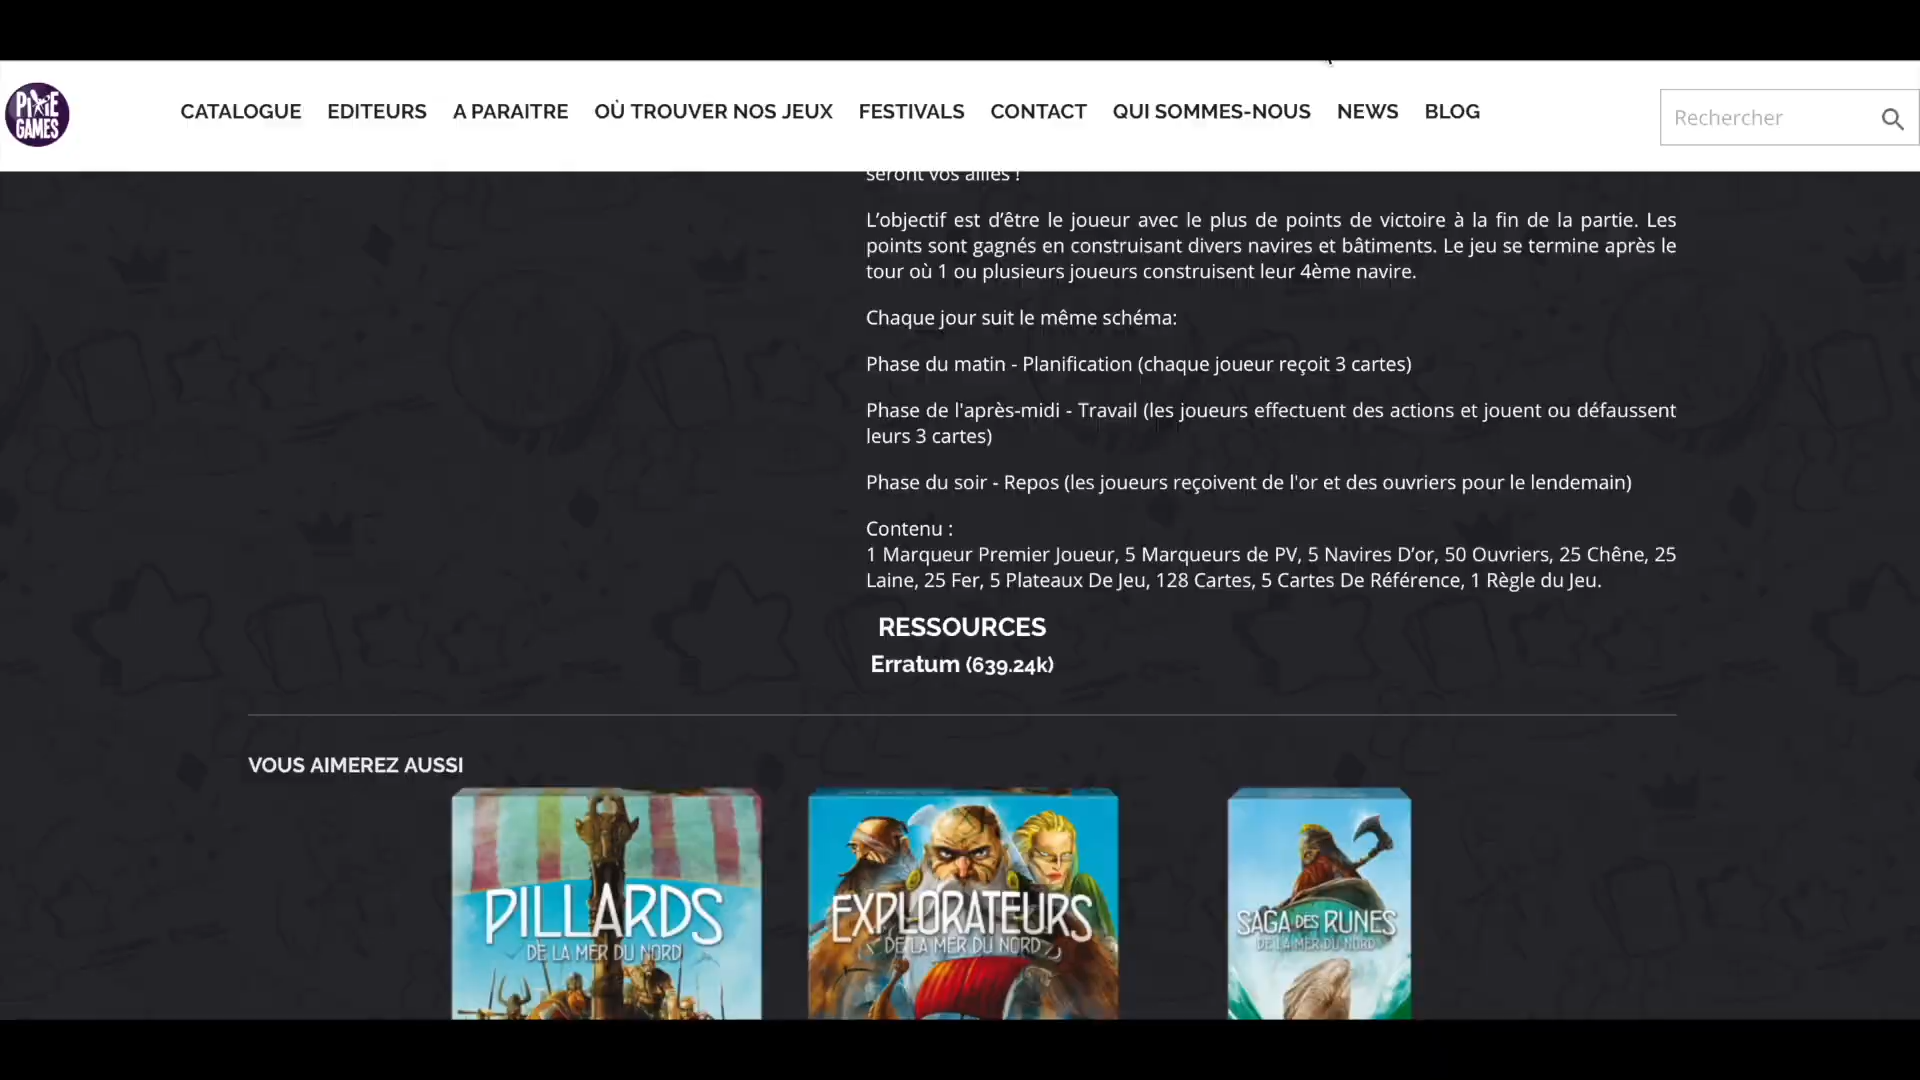 PIXIE
GAMES
CATALOGUE EDITEURS A PARAITRE OÙ TROUVER NOS JEUX FESTIVALS CONTACT QUI SOMMES-NOUS NEWS BLOG
Rechercher
seront vos alliés !
L’objectif est d’être le joueur avec le plus de points de victoire à la fin de la partie. Les
points sont gagnés en construisant divers navires et bâtiments. Le jeu se termine après le
tour où 1 ou plusieurs joueurs construisent leur 4ème navire.
Chaque jour suit le même schéma:
Phase du matin - Planification (chaque joueur reçoit 3 cartes)
Phase de l'après-midi - Travail (les joueurs effectuent des actions et jouent ou défaussent
leurs 3 cartes)
Phase du soir - Repos (les joueurs reçoivent de l'or et des ouvriers pour le lendemain)
Contenu :
1 Marqueur Premier Joueur, 5 Marqueurs de PV, 5 Navires D’or, 50 Ouvriers, 25 Chêne, 25
Laine, 25 Fer, 5 Plateaux De Jeu, 128 Cartes, 5 Cartes De Référence, 1 Règle du Jeu.
RESSOURCES
Erratum (639.24k)
VOUS AIMEREZ AUSSI
PILLARDS
DE LA MER DU NORD
EXPLORATEURS
DE LA MER DU NORD
SAGA DES RUNES
DE LA MER DU NORD